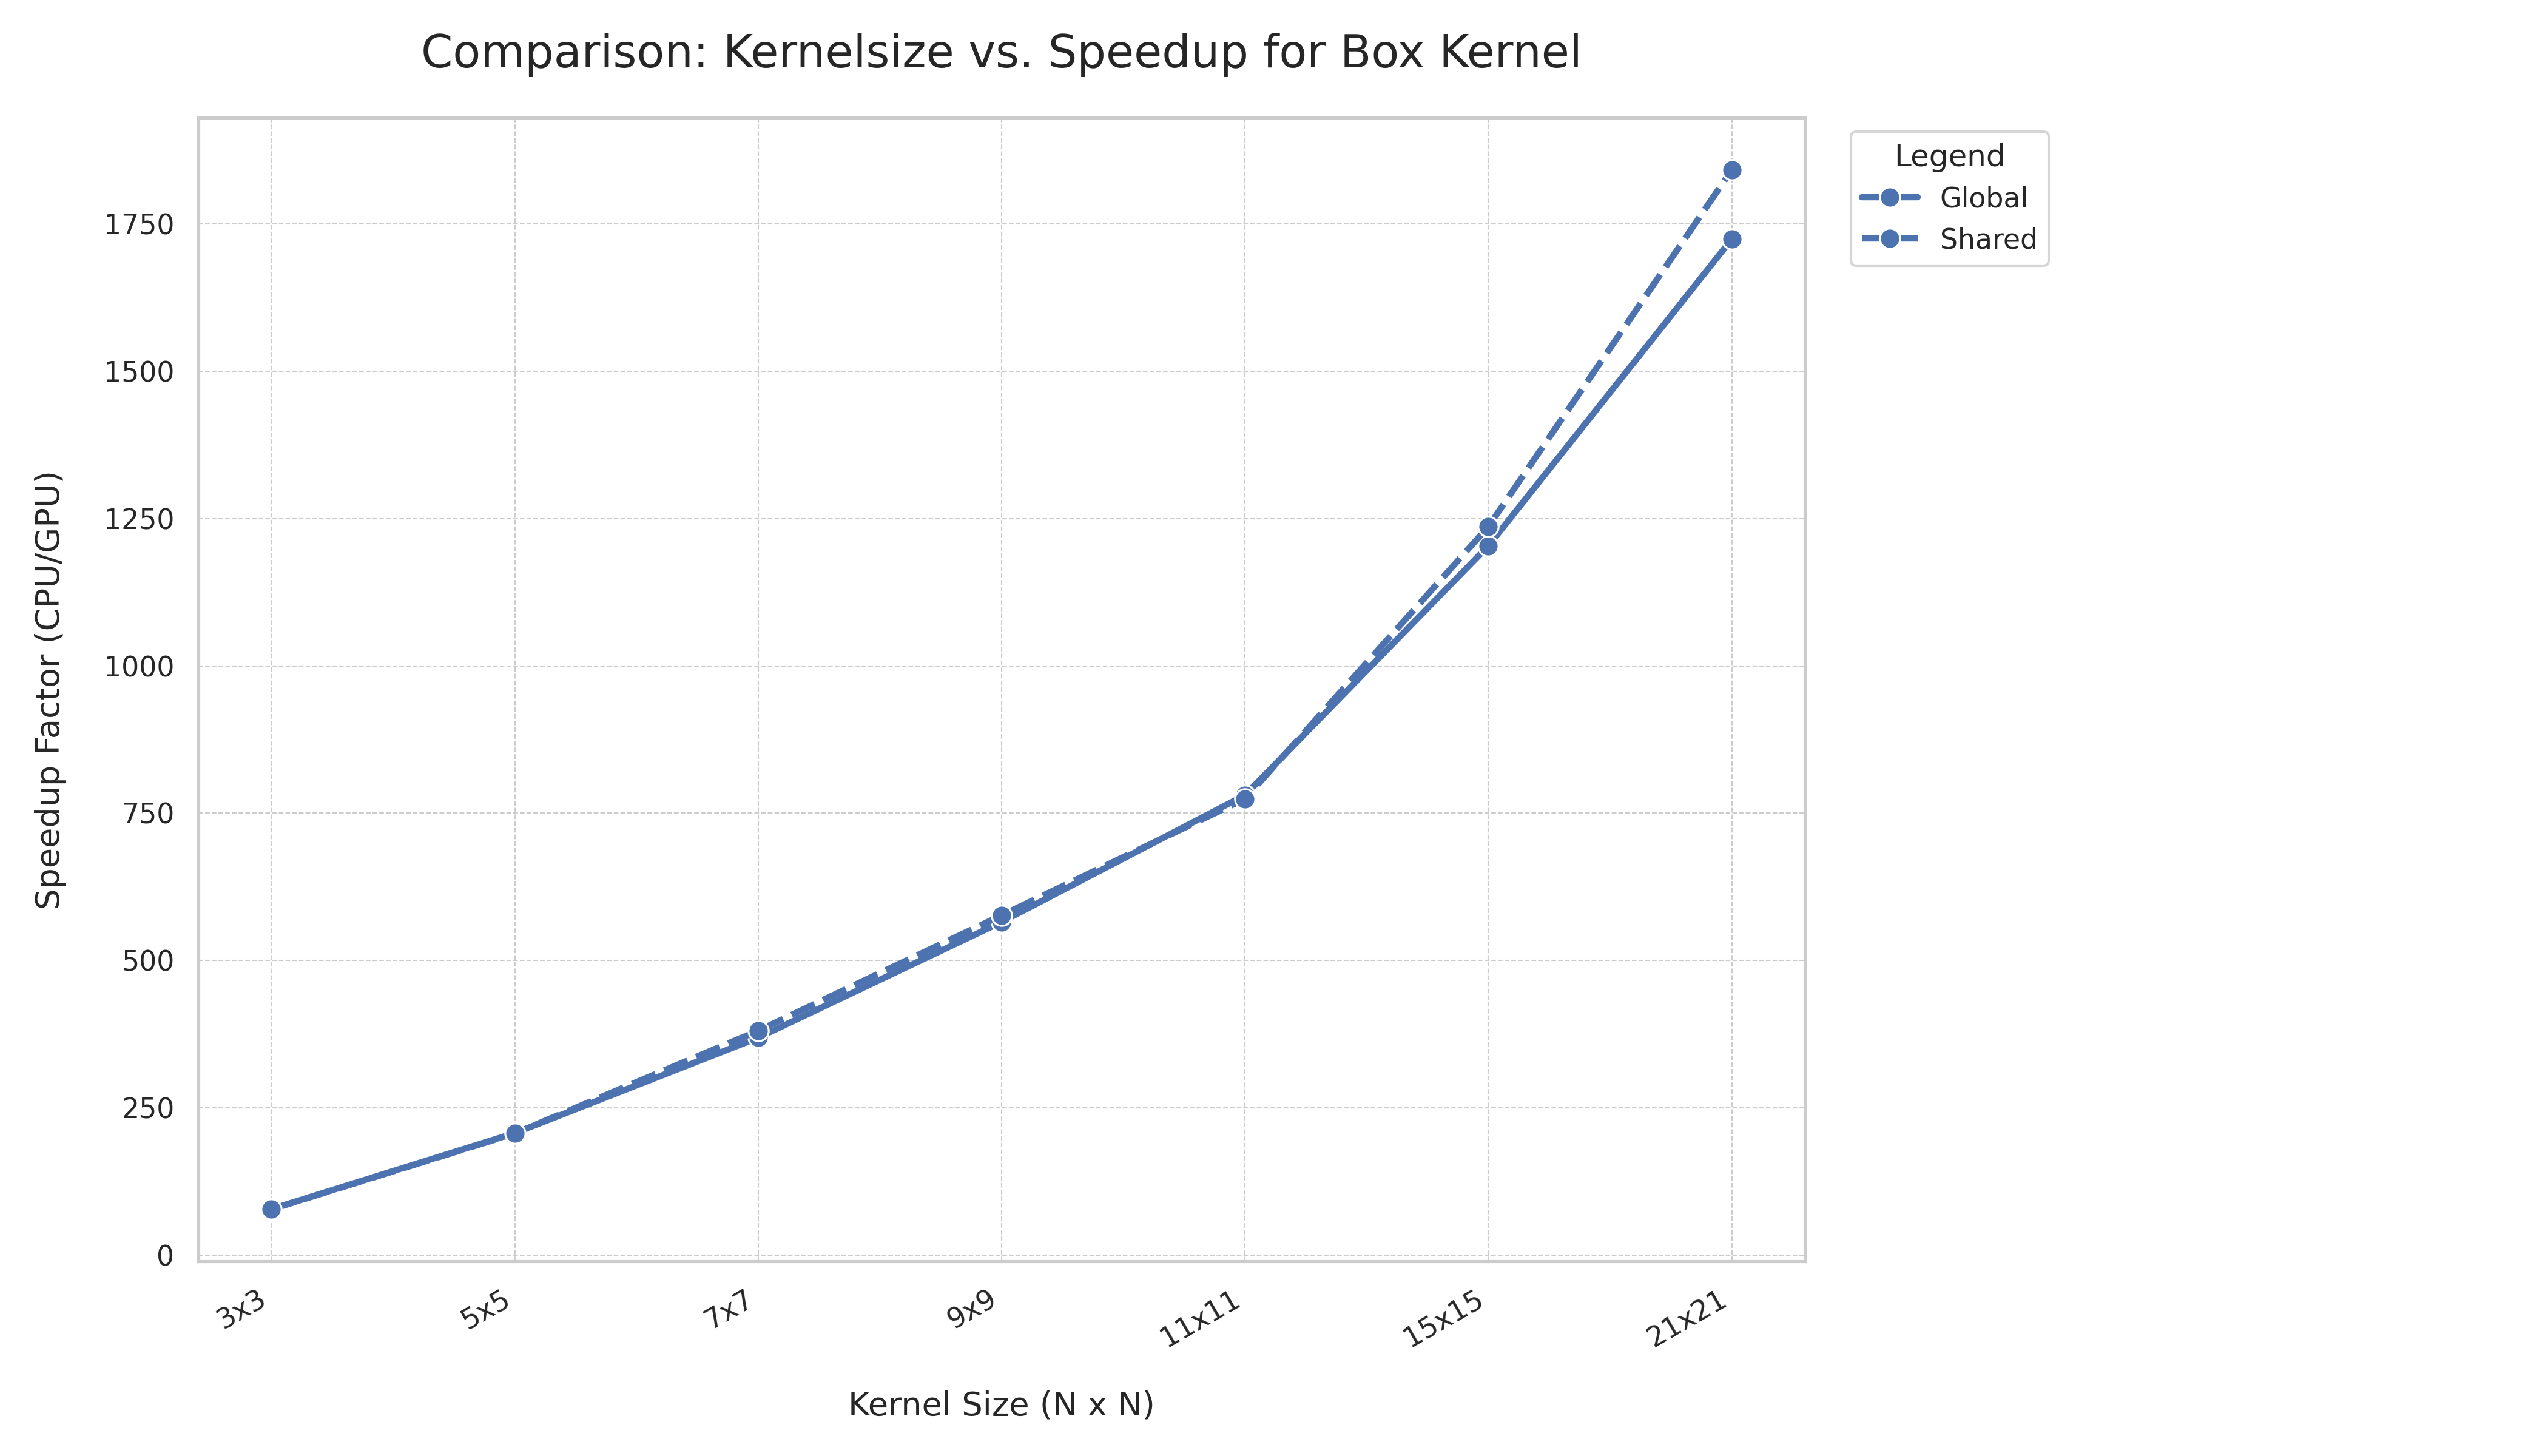 Comparison: Kernelsize vs. Speedup for Box Kernel
Legend
Global
Shared
Speedup Factor (CPU/GPU)
1750
1500
1250
1000
750
500
250
0
3x3
5x5
7x7
9x9
11x11
15x15
21x21
Kernel Size (N x N)